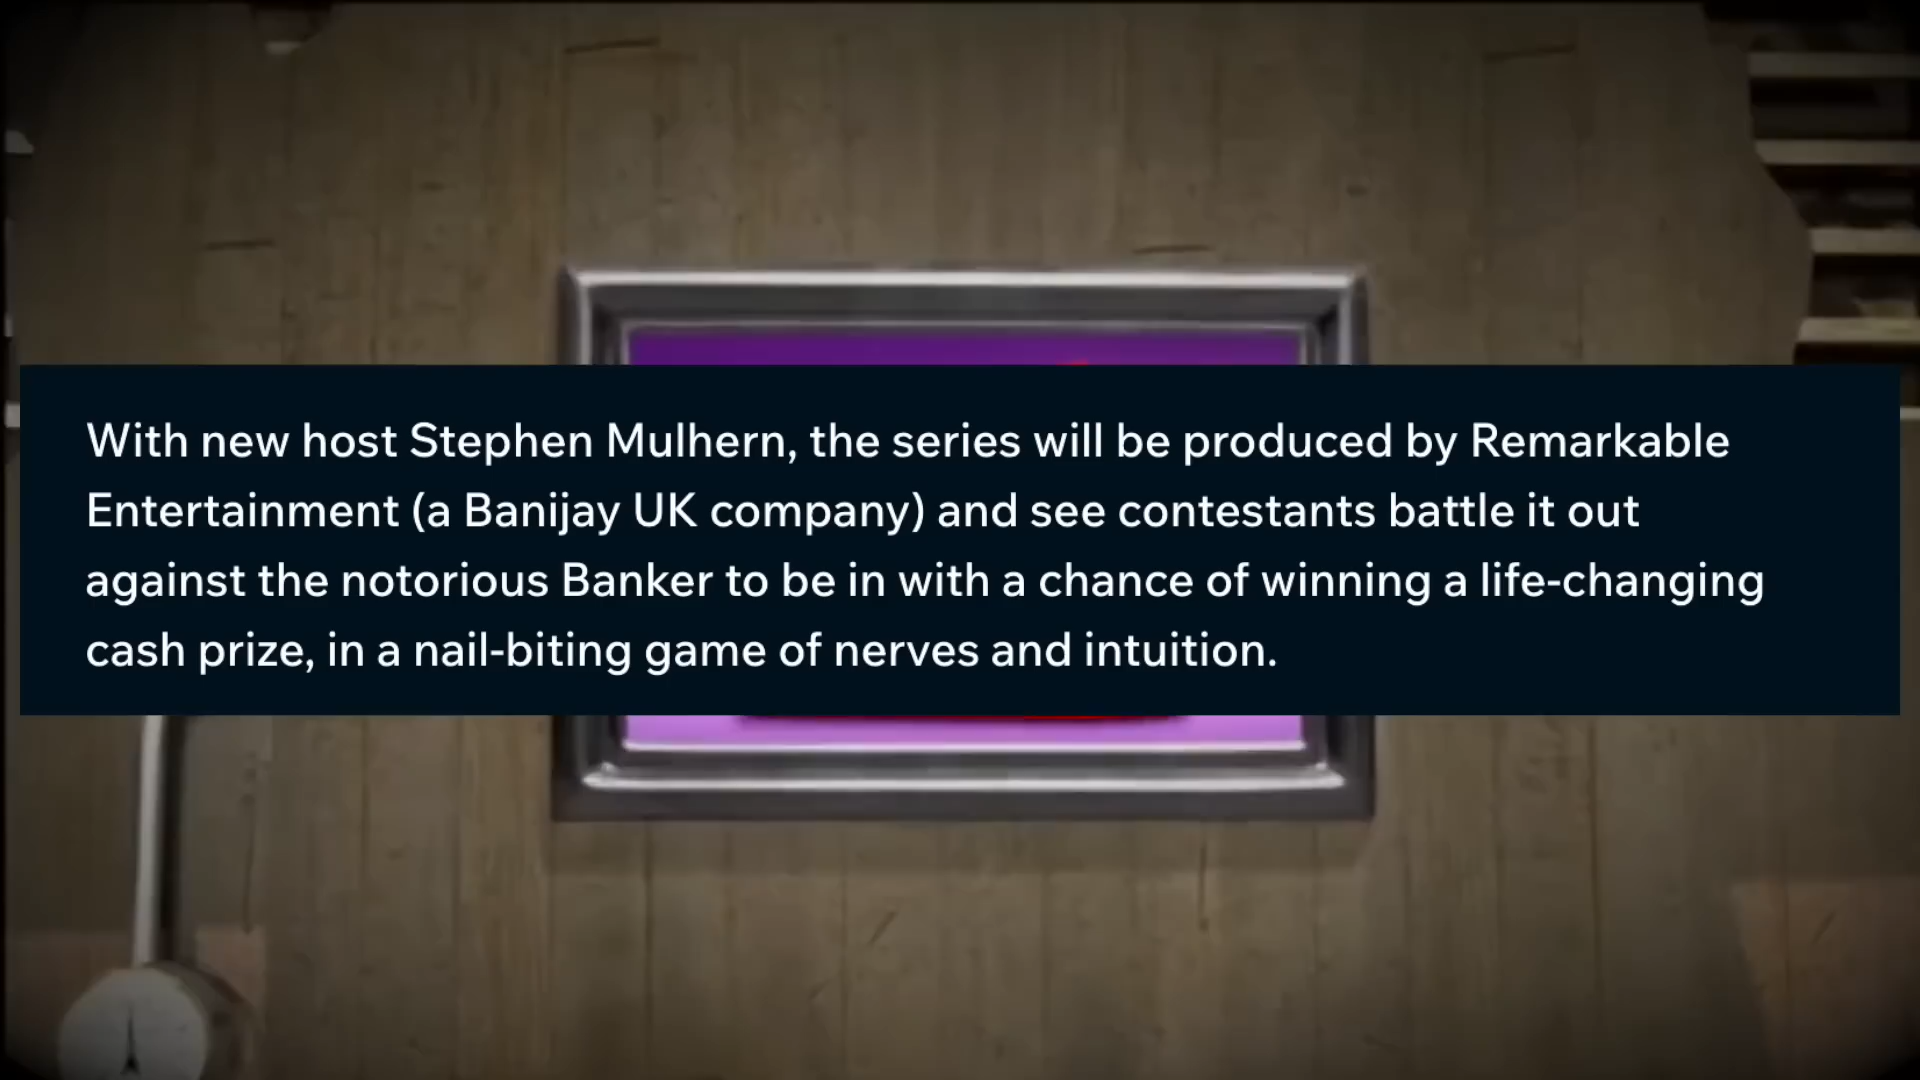 With new host Stephen Mulhern, the series will be produced by Remarkable
Entertainment (a Banijay UK company) and see contestants battle it out
against the notorious Banker to be in with a chance of winning a life-changing
cash prize, in a nail-biting game of nerves and intuition.